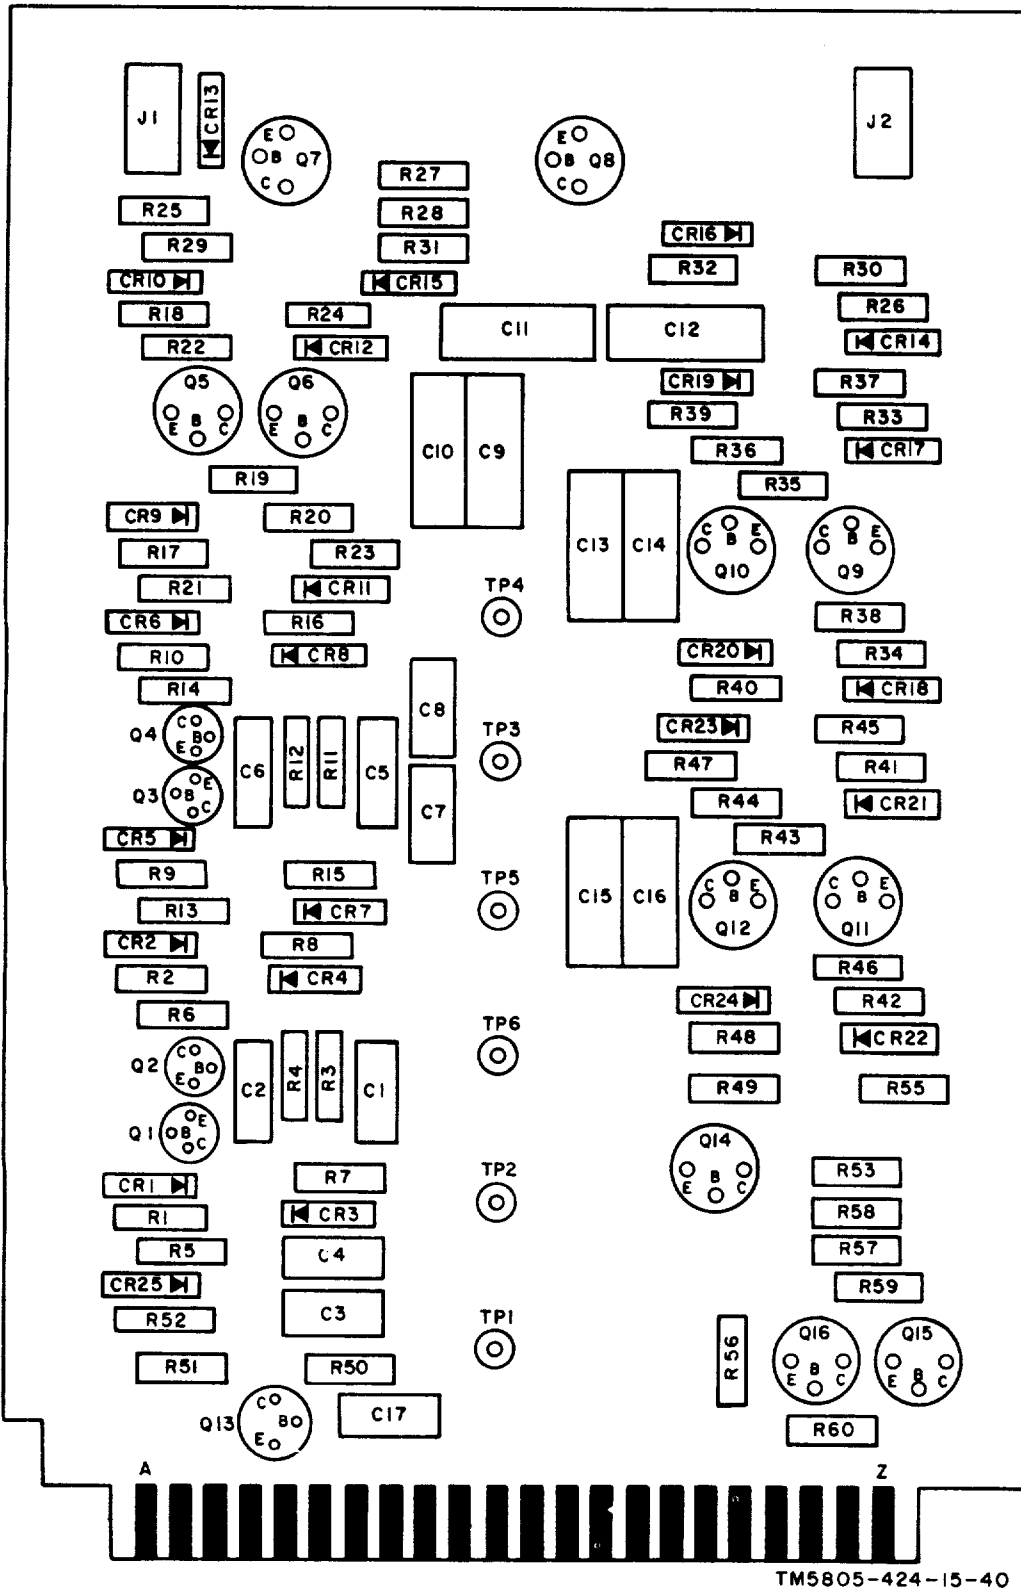 J1
CR13
E
B
C
Q7
E
B
C
Q8
J2
R27
R25
R28
R29
R31
CR16
R32
R30
CR10
CR15
R26
R18
R24
C11
C12
CR14
R22
CR12
Q5
E
B
C
Q6
E
B
C
CR19
R37
R39
R33
C10
C9
R36
CR17
R19
R35
CR9
R20
C13
C14
C
B
E
Q10
C
B
E
Q9
R17
R23
R21
CR11
TP4
CR6
R16
R38
R10
CR8
CR20
R34
R14
R40
CR18
Q4
C
B
E
C8
CR23
R45
C6
R12
R11
C5
TP3
R47
R41
Q3
E
B
C
C7
R44
CR21
CR5
R43
R9
R15
TP5
C15
C16
C
B
E
Q12
C
B
E
Q11
R13
CR7
CR2
R8
R2
CR4
R46
R6
CR24
R42
TP6
R48
CR22
Q2
C
B
E
C2
R4
R3
C1
R49
R55
Q1
E
B
C
Q14
E
B
C
CR1
R7
TP2
R53
R1
CR3
R58
R5
C4
R57
CR25
R59
R52
C3
TP1
R56
Q16
E
B
C
Q15
E
B
C
R51
R50
Q13
C
B
E
C17
R60
A
Z
TM5805-424-15-40